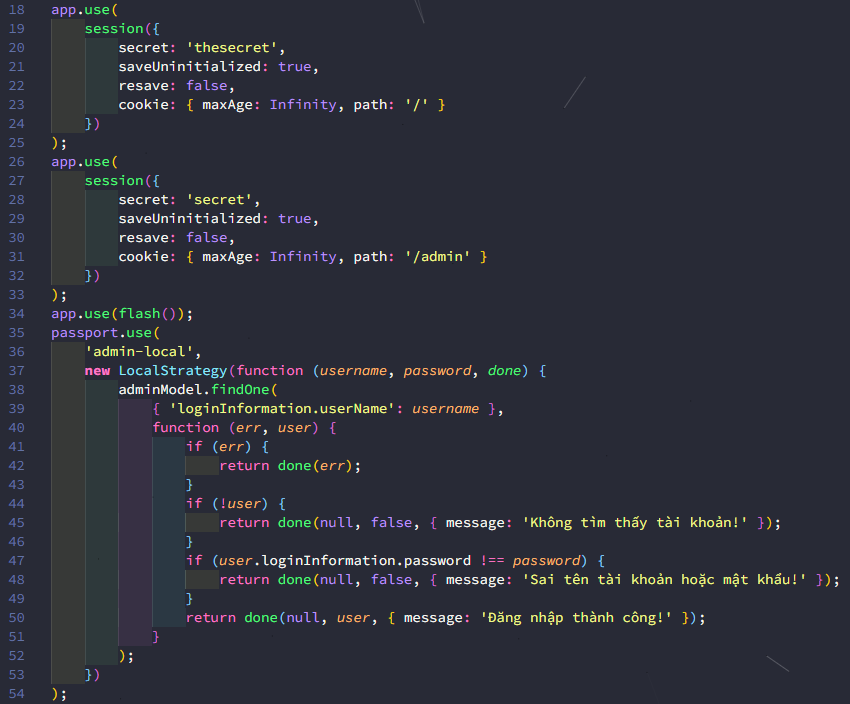 18 app.use(
19 session({
20 secret: 'thesecret',
21 saveUninitialized: true,
22 resave: false,
23 cookie: { maxAge: Infinity, path: '/' }
24 })
25 );
26 app.use(
27 session({
28 secret: 'secret',
29 saveUninitialized: true,
30 resave: false,
31 cookie: { maxAge: Infinity, path: '/admin' }
32 })
33 );
34 app.use(flash());
35 passport.use(
36 'admin-local',
37 new LocalStrategy(function (username, password, done) {
38 adminModel.findOne(
39 { 'loginInformation.userName': username },
40 function (err, user) {
41 if (err) {
42 return done(err);
43 }
44 if (!user) {
45 return done(null, false, { message: 'Không tìm thấy tài khoản!' });
46 }
47 if (user.loginInformation.password !== password) {
48 return done(null, false, { message: 'Sai tên tài khoản hoặc mật khẩu!' });
49 }
50 return done(null, user, { message: 'Đăng nhập thành công!' });
51 }
52 );
53 })
54 );